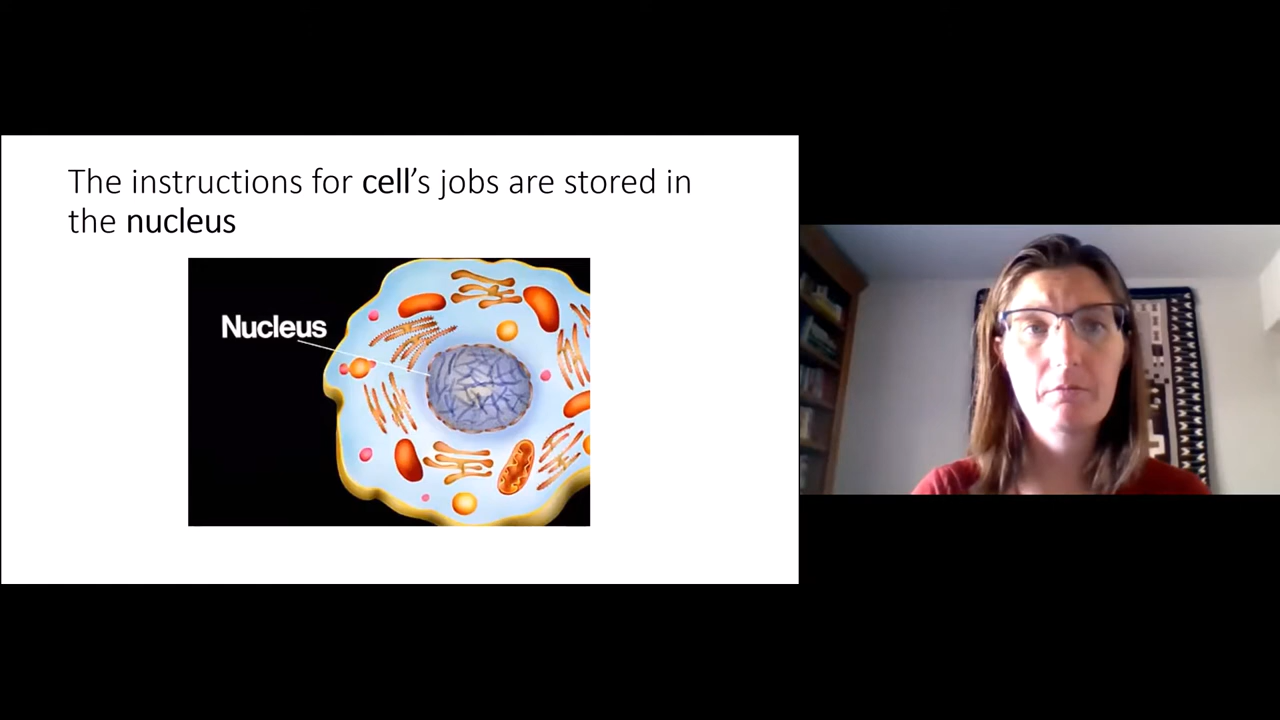 The instructions for cell’s jobs are stored in
the nucleus
Nucleus